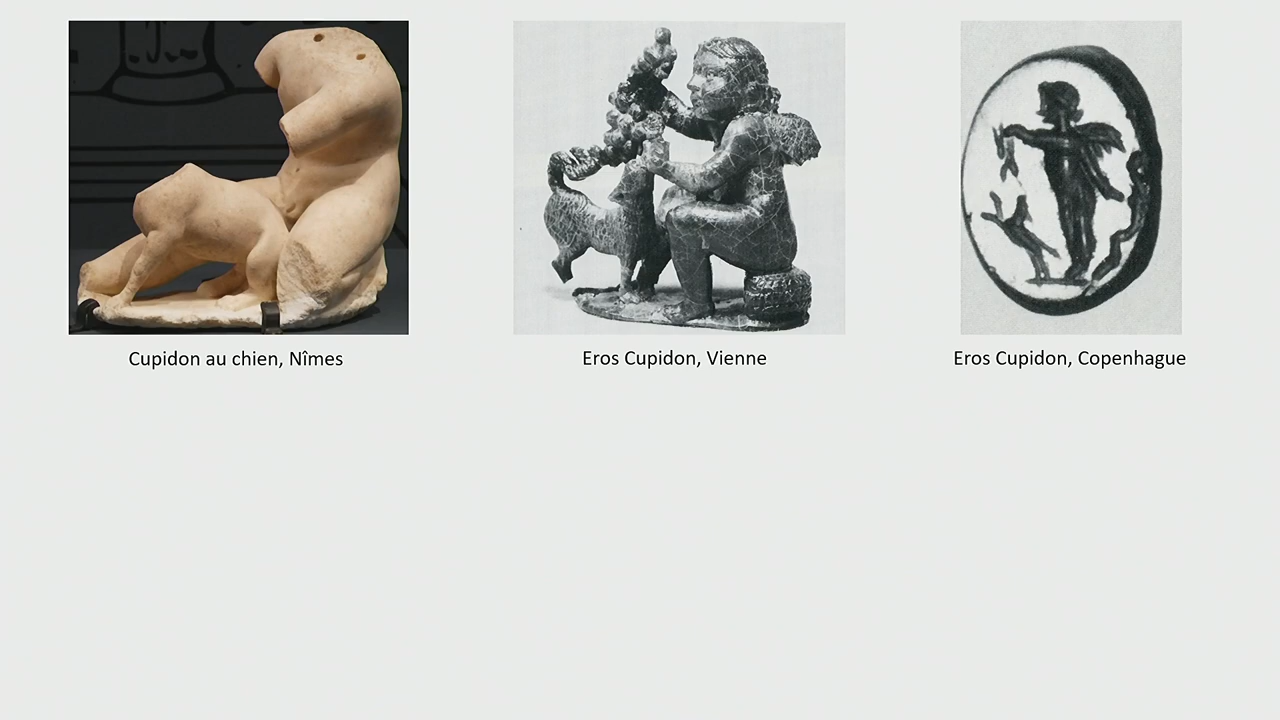 Cupidon au chien, Nîmes
Eros Cupidon, Vienne
Eros Cupidon, Copenhague